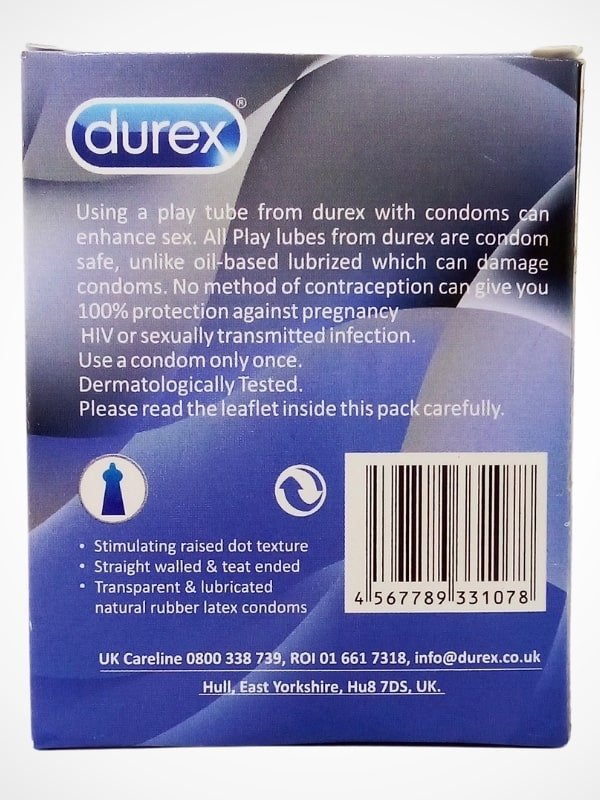 durex®
Using a play tube from durex with condoms can
enhance sex. All Play lubes from durex are condom
safe, unlike oil-based lubrized which can damage
condoms. No method of contraception can give you
100% protection against pregnancy
HIV or sexually transmitted infection.
Use a condom only once.
Dermatologically Tested.
Please read the leaflet inside this pack carefully.
• Stimulating raised dot texture
• Straight walled & teat ended
• Transparent & lubricated
natural rubber latex condoms
4 567789 331078
UK Careline 0800 338 739, ROI 01 661 7318, info@durex.co.uk
Hull, East Yorkshire, Hu8 7DS, UK.